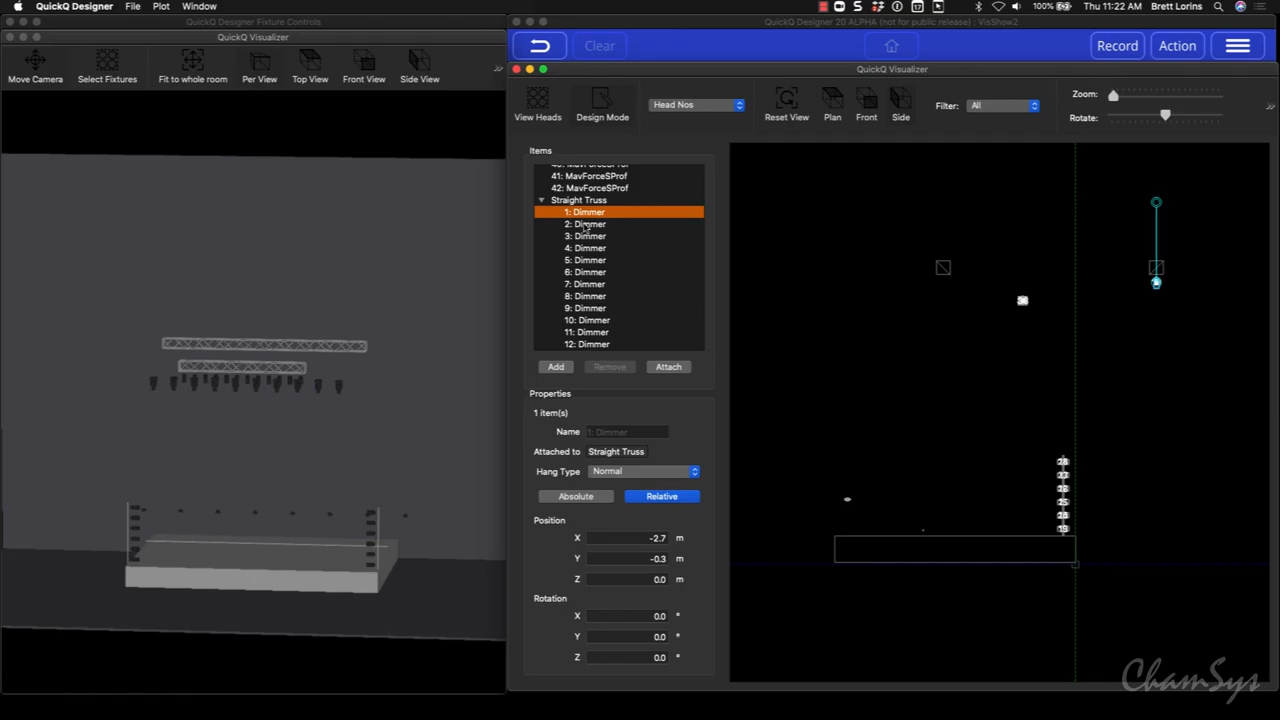 QuickQ Designer File Plot Window
17 100% Thu 11:22 AM Brett Lorins
QuickQ Designer Fixture Controls
QuickQ Visualizer
Move Camera Select Fixtures Fit to whole room Per View Top View Front View Side View
QuickQ Designer 20 ALPHA (not for public release) — VisShow2
Clear Record Action
QuickQ Visualizer
View Heads Design Mode Head Nos Reset View Plan Front Side Filter: All Zoom:
Rotate:
Items
40: MavForceSProf
41: MavForceSProf
42: MavForceSProf
Straight Truss
1: Dimmer
2: Dimmer
3: Dimmer
4: Dimmer
5: Dimmer
6: Dimmer
7: Dimmer
8: Dimmer
9: Dimmer
10: Dimmer
11: Dimmer
12: Dimmer
Add Remove Attach
Properties
1 item(s)
Name 1: Dimmer
Attached to Straight Truss
Hang Type Normal
Absolute Relative
Position
X -2.7 m
Y -0.3 m
Z 0.0 m
Rotation
X 0.0 °
Y 0.0 °
Z 0.0 °
ChamSys